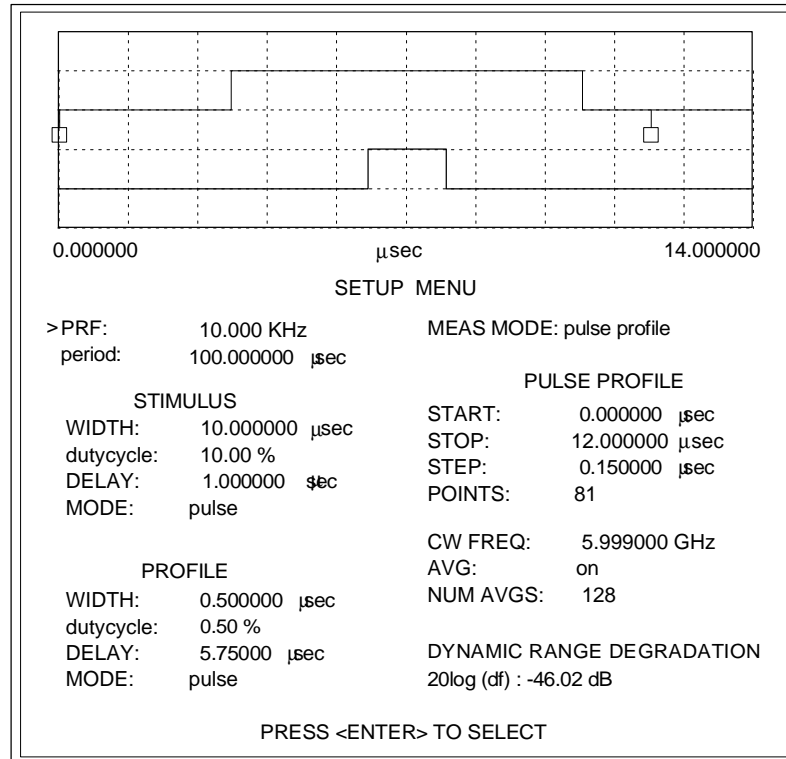 0.000000 μsec 14.000000
SETUP MENU
>PRF: 10.000 KHz
period: 100.000000 μsec
STIMULUS
WIDTH: 10.000000 μsec
dutycycle: 10.00 %
DELAY: 1.000000 μsec
MODE: pulse
PROFILE
WIDTH: 0.500000 μsec
dutycycle: 0.50 %
DELAY: 5.75000 μsec
MODE: pulse
MEAS MODE: pulse profile
PULSE PROFILE
START: 0.000000 μsec
STOP: 12.000000 μsec
STEP: 0.150000 μsec
POINTS: 81
CW FREQ: 5.999000 GHz
AVG: on
NUM AVGS: 128
DYNAMIC RANGE DEGRADATION
20log (df) : -46.02 dB
PRESS <ENTER> TO SELECT